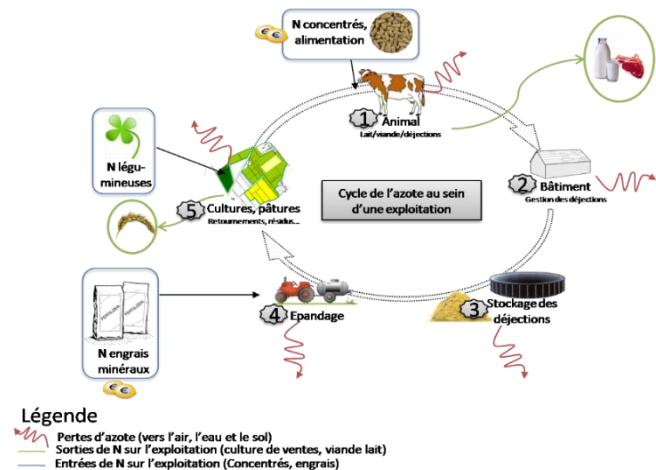 N concentrés,
alimentation
1
Animal
Lait/viande/déjections
N légu-
mineuses
2
Bâtiment
Gestion des déjections
Cycle de l'azote au sein
d'une exploitation
5
Cultures, pâtures
Retournements, résidus...
3
Stockage des
déjections
4
Epandage
N engrais
minéraux
Légende
Pertes d'azote (vers l'air, l'eau et le sol)
Sorties de N sur l'exploitation (culture de ventes, viande lait)
Entrées de N sur l'exploitation (Concentrés, engrais)